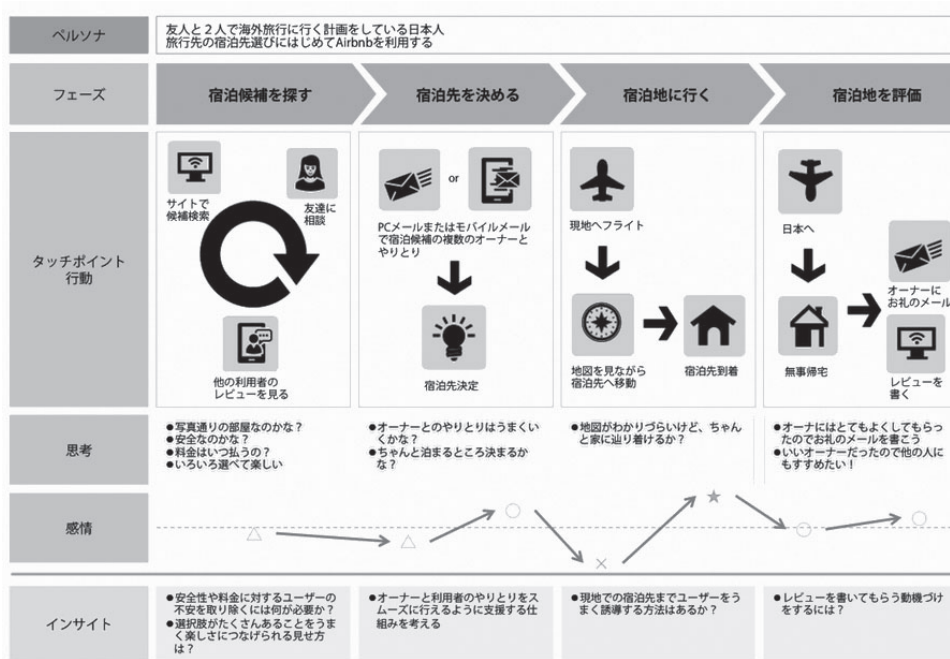 ペルソナ
友人と２人で海外旅行に行く計画をしている日本人
旅行先の宿泊先選びにはじめてAirbnbを利用する
フェーズ
宿泊候補を探す
宿泊先を決める
宿泊地に行く
宿泊地を評価
タッチポイント
行動
サイトで
候補検索
友達に
相談
他の利用者の
レビューを見る
or
PCメールまたはモバイルメール
で宿泊候補の複数のオーナーと
やりとり
宿泊先決定
現地へフライト
地図を見ながら
宿泊先へ移動
宿泊先到着
日本へ
無事帰宅
オーナーに
お礼のメール
レビューを
書く
思考
●写真通りの部屋なのかな？
●安全なのかな？
●料金はいつ払うの？
●いろいろ選べて楽しい
●オーナーとのやりとりはうまくい
くかな？
●ちゃんと泊まるところ決まるか
な？
●地図がわかりづらいけど、ちゃん
と家に辿り着けるか？
●オーナにはとてもよくしてもらっ
たのでお礼のメールを書こう
●いいオーナーだったので他の人に
もすすめたい！
感情
インサイト
●安全性や料金に対するユーザーの
不安を取り除くには何が必要か？
●選択肢がたくさんあることをうま
く楽しさにつなげられる見せ方
は？
●オーナーと利用者のやりとりをス
ムーズに行えるように支援する仕
組みを考える
●現地での宿泊先までユーザーをう
まく誘導する方法はあるか？
●レビューを書いてもらう動機づけ
をするには？